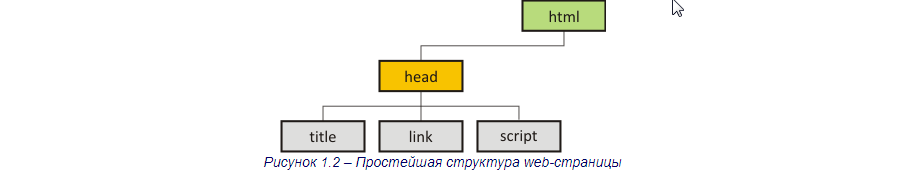 html
head
title link script
Рисунок 1.2 – Простейшая структура web-страницы